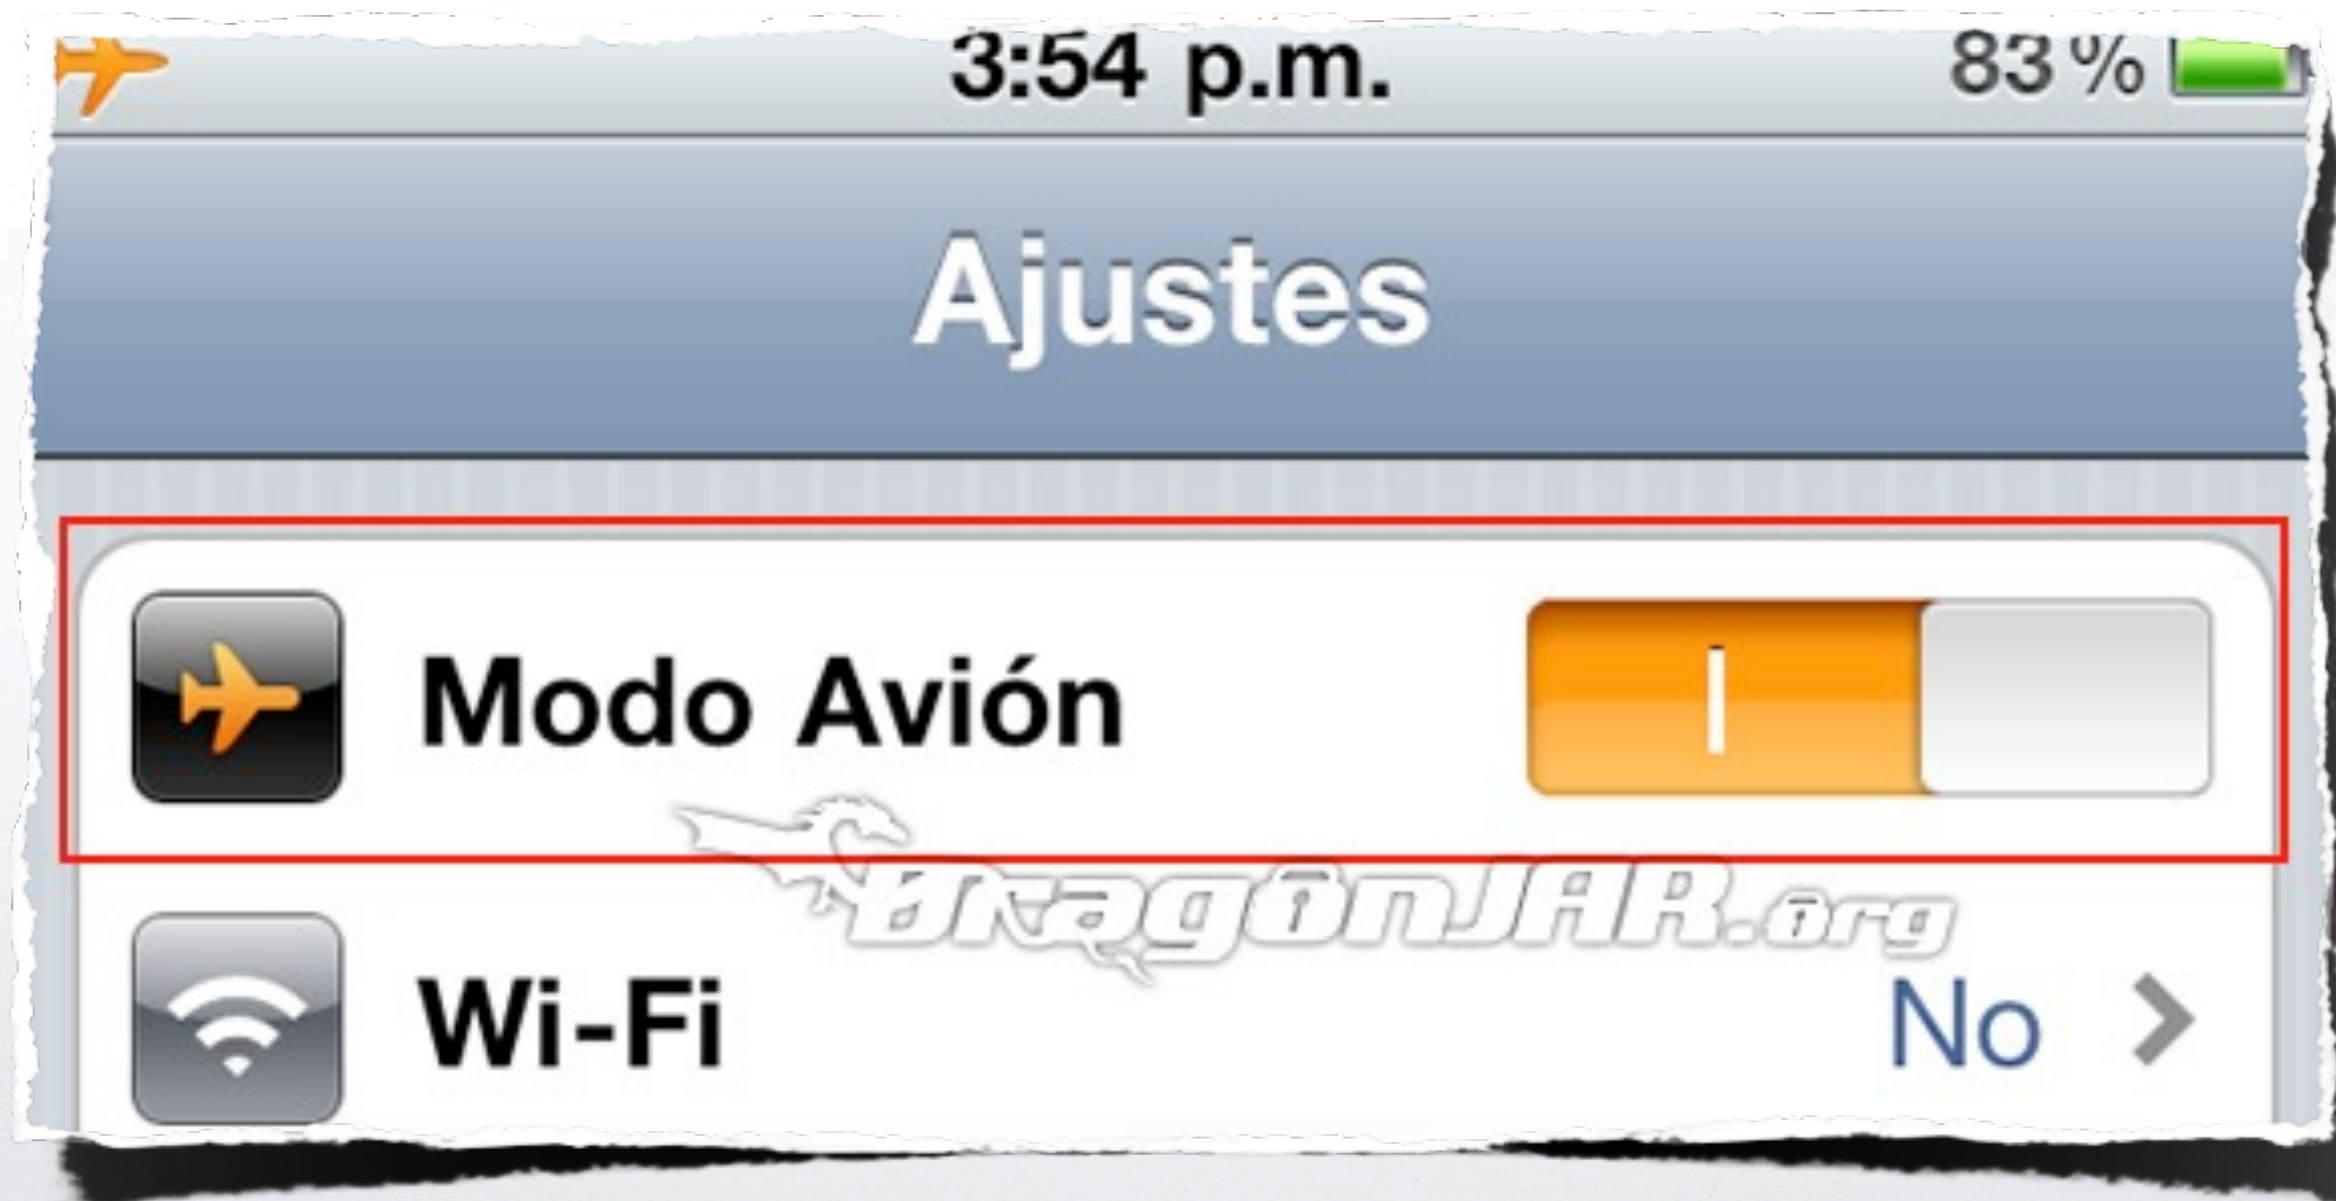 3:54 p.m. 83 %
Ajustes
Modo Avión
DragonJAR.org
Wi-Fi No